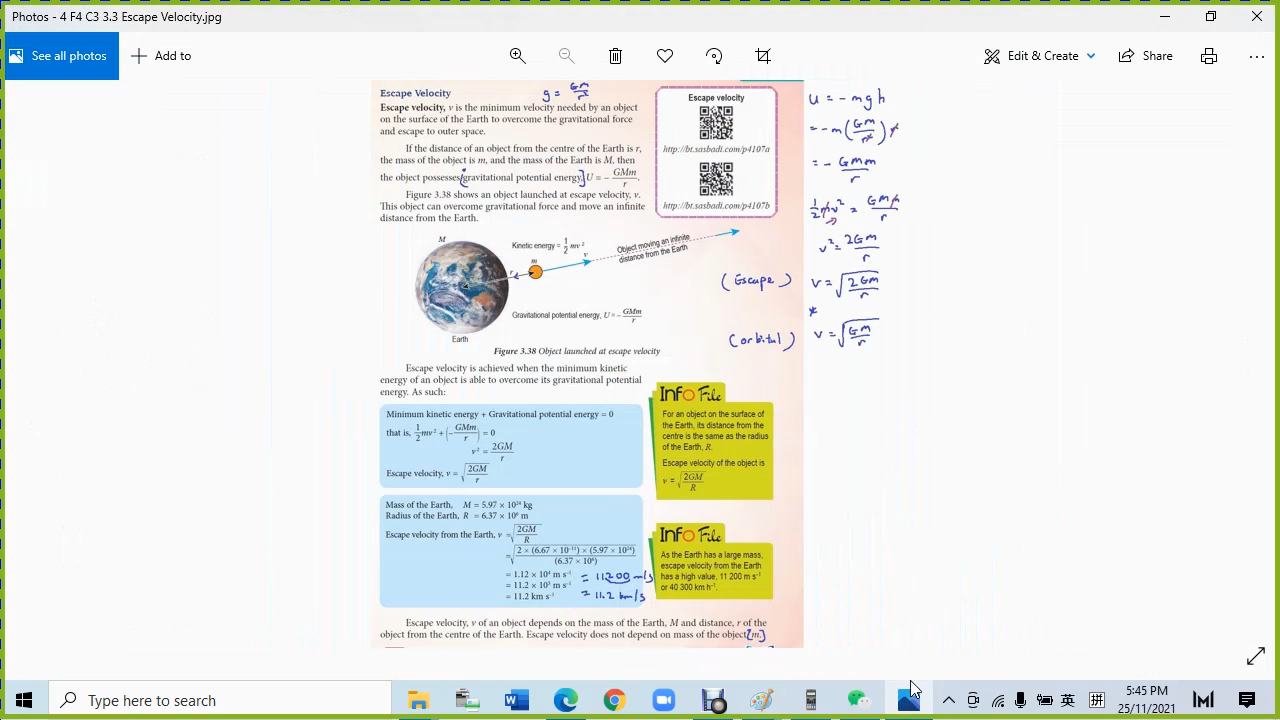 Photos - 4 F4 C3 3.3 Escape Velocity.jpg
See all photos
Add to
Edit & Create
Share
Escape Velocity
g = GM/r²
Escape velocity, v is the minimum velocity needed by an object
on the surface of the Earth to overcome the gravitational force
and escape to outer space.
If the distance of an object from the centre of the Earth is r,
the mass of the object is m, and the mass of the Earth is M, then
the object possesses [gravitational potential energy,] U = – GMm/r.
Figure 3.38 shows an object launched at escape velocity, v.
This object can overcome gravitational force and move an infinite
distance from the Earth.
Escape velocity
http://bt.sasbadi.com/p4107a
http://bt.sasbadi.com/p4107b
M
Kinetic energy = 1/2 mv²
m
r
v
Object moving an infinite
distance from the Earth
Gravitational potential energy, U = – GMm/r
Earth
Figure 3.38 Object launched at escape velocity
Escape velocity is achieved when the minimum kinetic
energy of an object is able to overcome its gravitational potential
energy. As such:
Minimum kinetic energy + Gravitational potential energy = 0
that is, 1/2 mv² + (– GMm/r) = 0
v² = 2GM/r
Escape velocity, v = √(2GM/r)
Mass of the Earth, M = 5.97 × 10²⁴ kg
Radius of the Earth, R = 6.37 × 10⁶ m
Escape velocity from the Earth, v = √(2GM/R)
= √(2 × (6.67 × 10⁻¹¹) × (5.97 × 10²⁴)/(6.37 × 10⁶))
= 1.12 × 10⁴ m s⁻¹ = 11200 m/s
= 11.2 × 10³ m s⁻¹
= 11.2 km s⁻¹ = 11.2 km/s
Escape velocity, v of an object depends on the mass of the Earth, M and distance, r of the
object from the centre of the Earth. Escape velocity does not depend on mass of the object [m.]
Info File
For an object on the surface of
the Earth, its distance from the
centre is the same as the radius
of the Earth, R.
Escape velocity of the object is
v = √(2GM/R)
Info File
As the Earth has a large mass,
escape velocity from the Earth
has a high value, 11 200 m s⁻¹
or 40 300 km h⁻¹.
U = - mgh
= - m (GM/r²) r
= - GMm/r
1/2 mv² = GMm/r
v² = 2GM/r
(Escape) v = √(2GM/r)
*
(orbital) v = √(GM/r)
Type here to search
英
拼
5:45 PM
25/11/2021